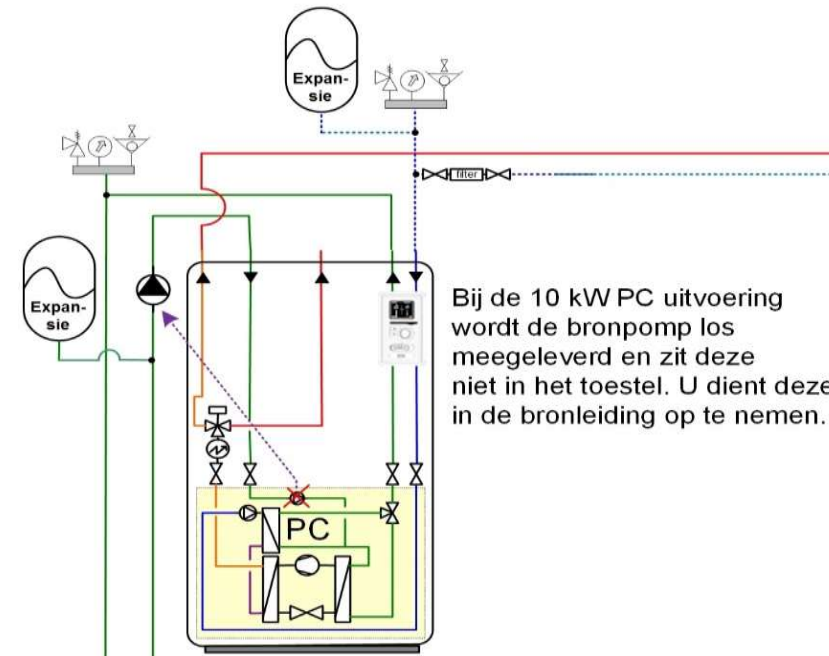 Expan-
sie
filter
Expan-
sie
Bij de 10 kW PC uitvoering
wordt de bronpomp los
meegeleverd en zit deze
niet in het toestel. U dient deze
in de bronleiding op te nemen.
PC